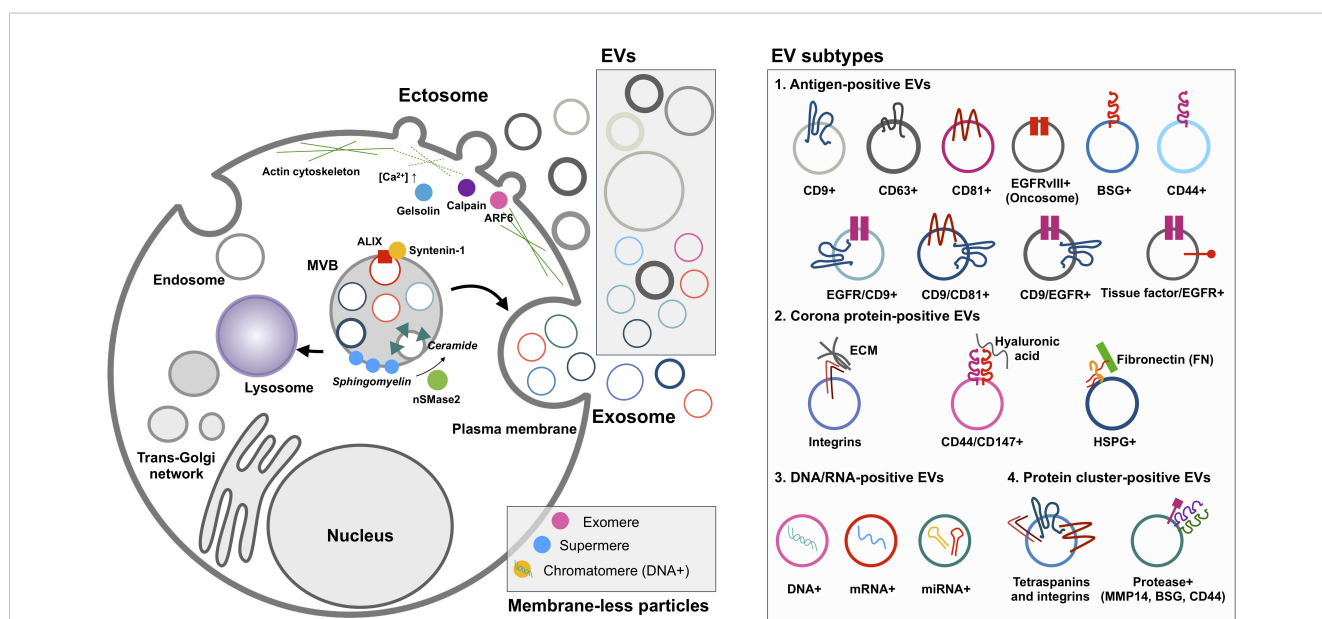 EVs
Ectosome
Actin cytoskeleton
[Ca²⁺] ↑
Gelsolin
Calpain
ARF6
ALIX
Syntenin-1
MVB
Endosome
Ceramide
Lysosome
Sphingomyelin
nSMase2
Plasma membrane
Exosome
Trans-Golgi
network
Nucleus
Exomere
Supermere
Chromatomere (DNA+)
Membrane-less particles
EV subtypes
1. Antigen-positive EVs
CD9+
CD63+
CD81+
EGFRvIII+
(Oncosome)
BSG+
CD44+
EGFR/CD9+
CD9/CD81+
CD9/EGFR+
Tissue factor/EGFR+
2. Corona protein-positive EVs
ECM
Hyaluronic
acid
Fibronectin (FN)
Integrins
CD44/CD147+
HSPG+
3. DNA/RNA-positive EVs
4. Protein cluster-positive EVs
DNA+
mRNA+
miRNA+
Tetraspanins
and integrins
Protease+
(MMP14, BSG, CD44)